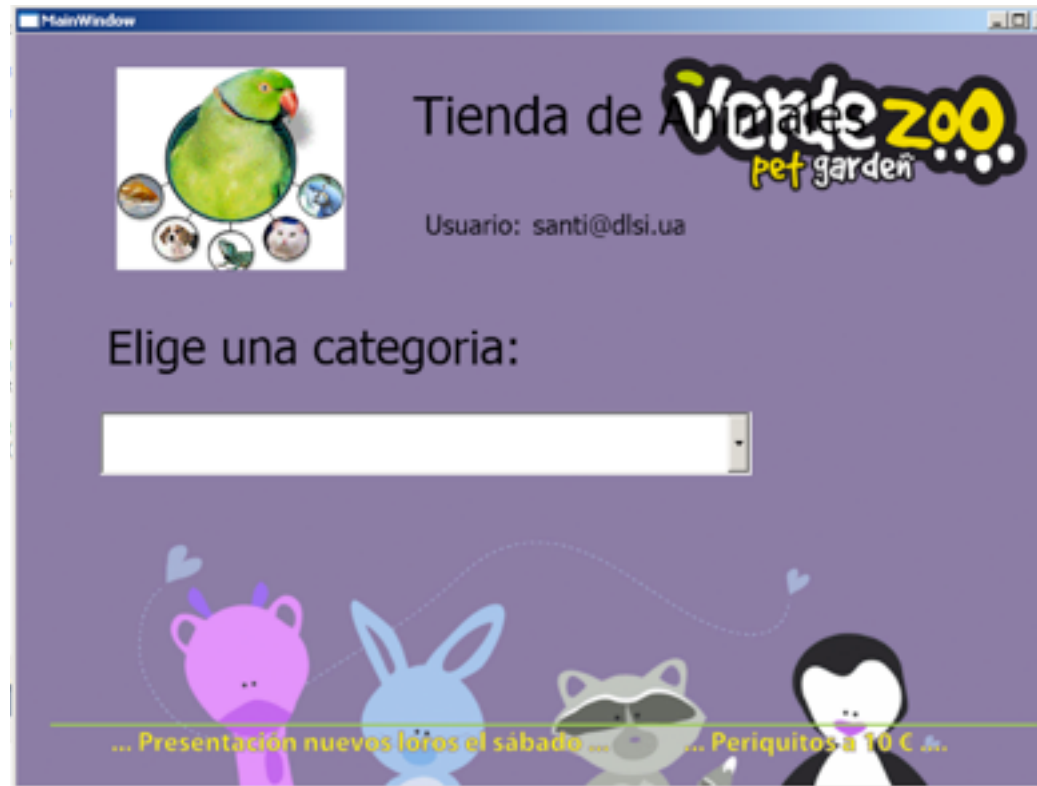 MainWindow
Tienda de Animales
Verde zoo
pet gardeñ
Usuario: santi@dlsi.ua
Elige una categoria:
... Presentación nuevos loros el sábado ... ... Periquitos a 10 € ....